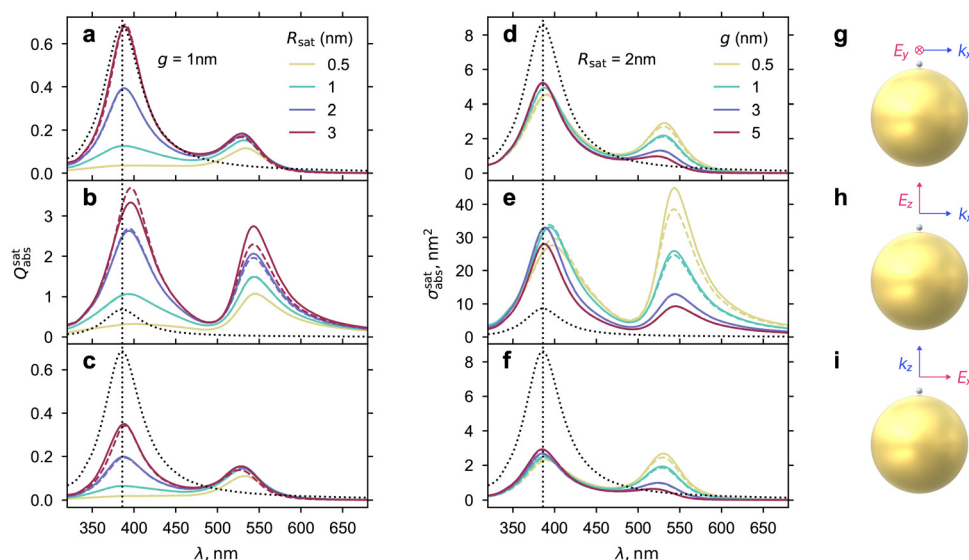 a
g = 1nm
R_sat (nm)
0.5
1
2
3
0.6
0.4
0.2
0.0
b
3
2
1
0
Q_abs^sat
c
0.6
0.4
0.2
0.0
350 400 450 500 550 600 650
λ, nm
d
R_sat = 2nm
g (nm)
0.5
1
3
5
8
6
4
2
0
e
40
30
20
10
0
σ_abs^sat, nm²
f
8
6
4
2
0
350 400 450 500 550 600 650
λ, nm
g
E_y ⊗ k_x
h
E_z
k_x
i
k_z
E_x